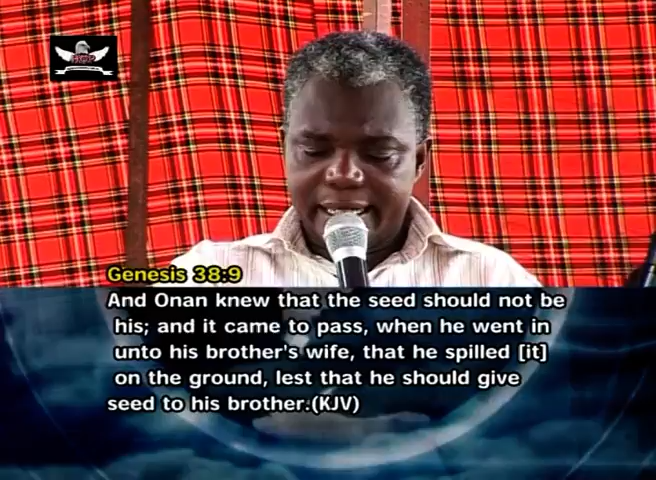 Genesis 38:9
And Onan knew that the seed should not be
his; and it came to pass, when he went in
unto his brother's wife, that he spilled [it]
on the ground, lest that he should give
seed to his brother.(KJV)